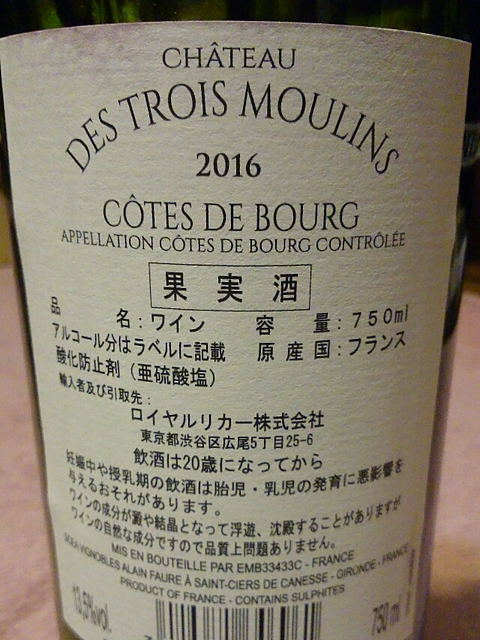 CHÂTEAU
DES TROIS MOULINS
2016
CÔTES DE BOURG
APPELLATION CÔTES DE BOURG CONTRÔLÉE
果実酒
品名:ワイン 容量:750ml
アルコール分はラベルに記載 原産国:フランス
酸化防止剤(亜硫酸塩)
輸入者及び引取先:
ロイヤルリカー株式会社
東京都渋谷区広尾5丁目25-6
飲酒は20歳になってから
妊娠中や授乳期の飲酒は胎児・乳児の発育に悪影響を
与えるおそれがあります。
ワインの成分が澱や結晶となって浮遊、沈殿することがありますが
ワインの自然な成分ですので品質上問題ありません。
MIS EN BOUTEILLE PAR EMB33433C - FRANCE
SCEA VIGNOBLES ALAIN FAURE À SAINT-CIERS DE CANESSE - GIRONDE - FRANCE
PRODUCT OF FRANCE - CONTAINS SULPHITES
13,5%vol. 750 ml